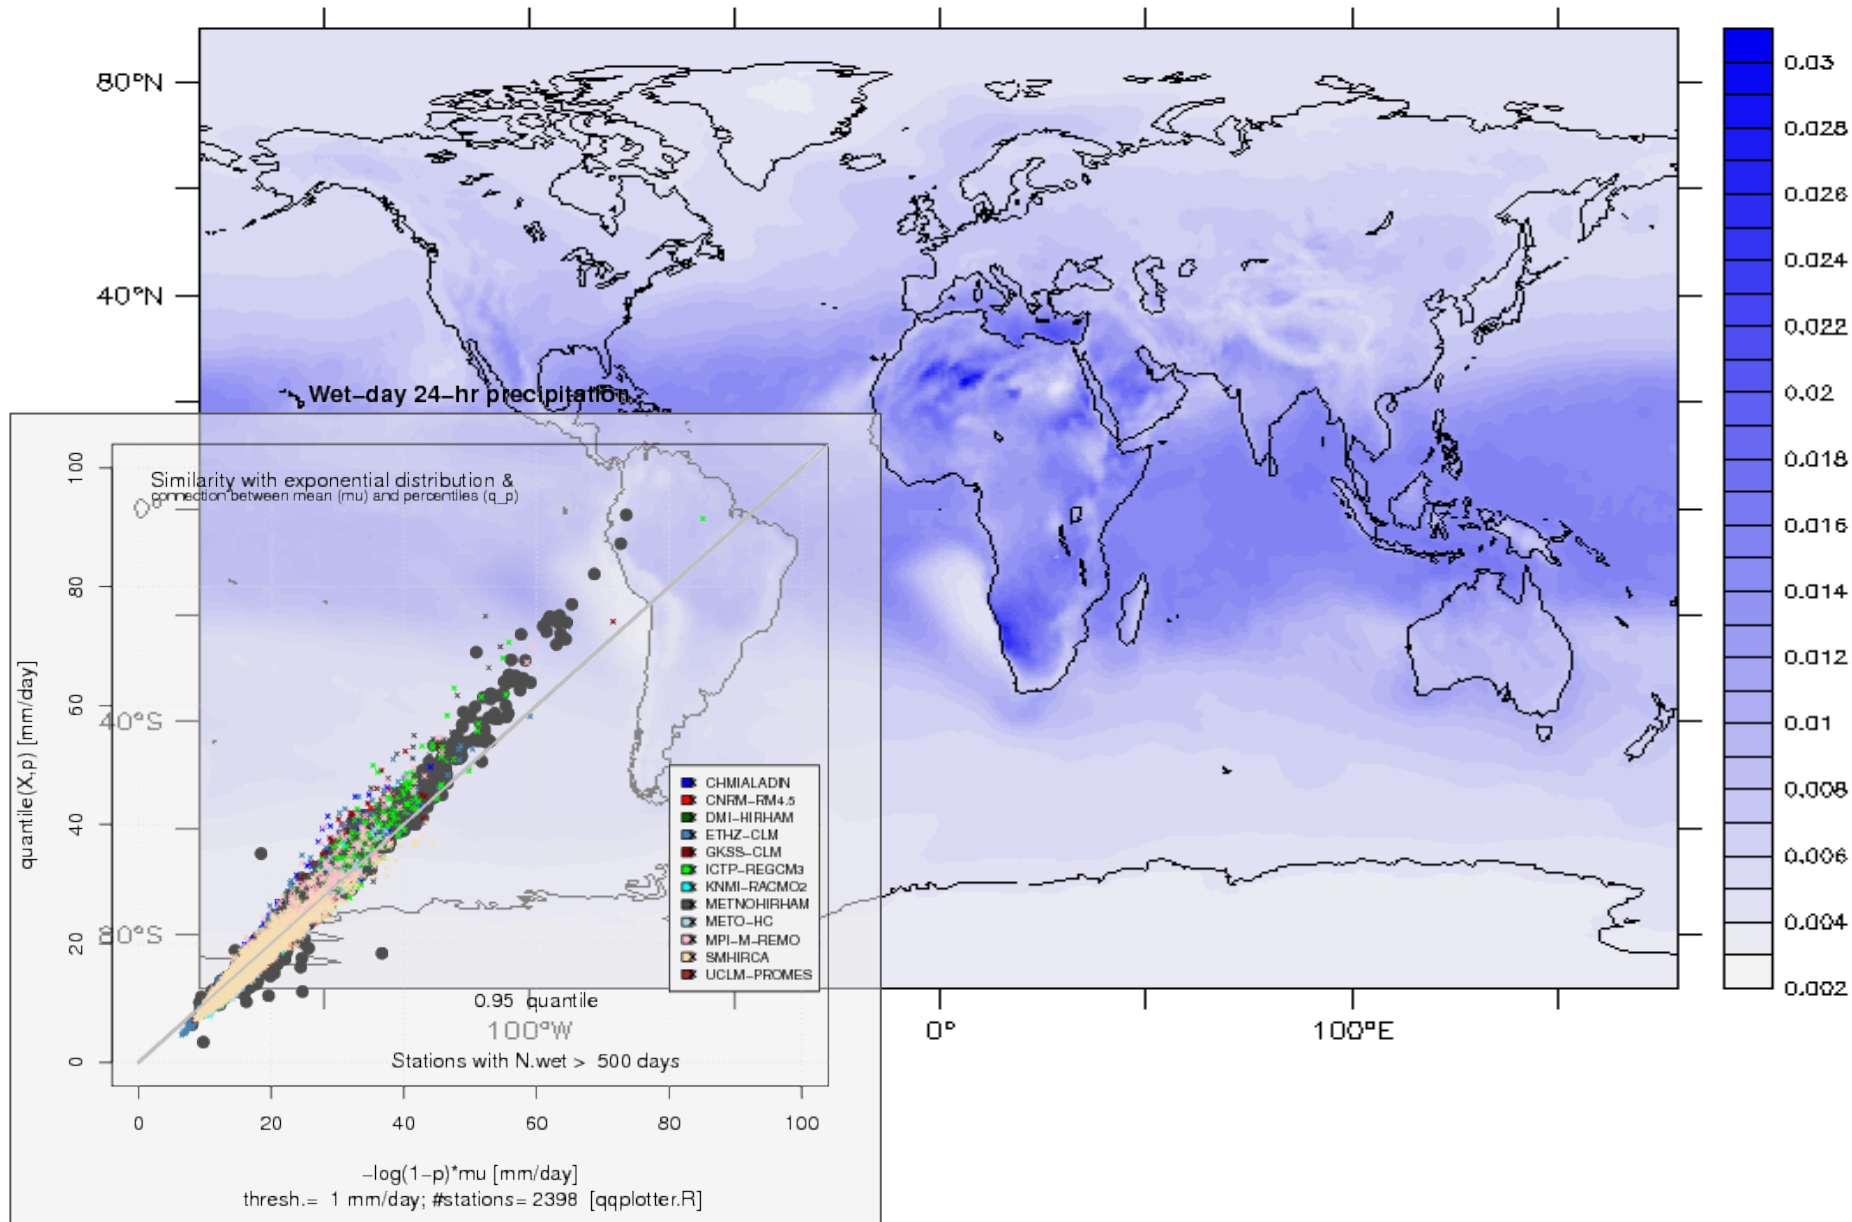 80°N
40°N
0°
40°S
80°S
100°W
0°
100°E
0.03
0.028
0.026
0.024
0.022
0.02
0.018
0.016
0.014
0.012
0.01
0.008
0.006
0.004
0.002
Wet−day 24−hr precipitation
Similarity with exponential distribution &
connection between mean (mu) and percentiles (q_p)
quantile(X,p) [mm/day]
100
80
60
40
20
0
CHMIALADIN
CNRM−RM4.5
DMI−HIRHAM
ETHZ−CLM
GKSS−CLM
ICTP−REGCM3
KNMI−RACMO2
METNOHIRHAM
METO−HC
MPI−M−REMO
SMHIRCA
UCLM−PROMES
0.95 quantile
Stations with N.wet > 500 days
0 20 40 60 80 100
−log(1−p)*mu [mm/day]
thresh.= 1 mm/day; #stations= 2398 [qqplotter.R]